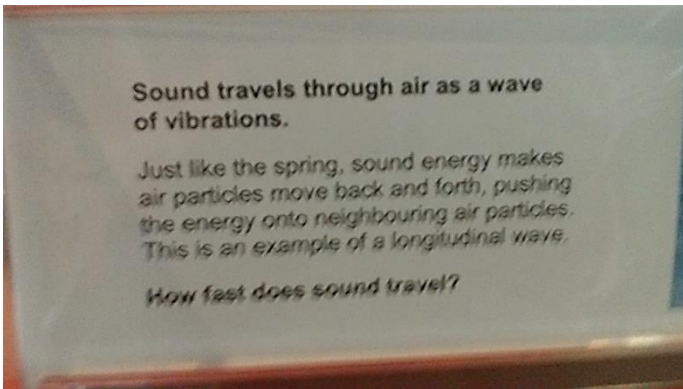 Sound travels through air as a wave
of vibrations.
Just like the spring, sound energy makes
air particles move back and forth, pushing
the energy onto neighbouring air particles.
This is an example of a longitudinal wave.
How fast does sound travel?